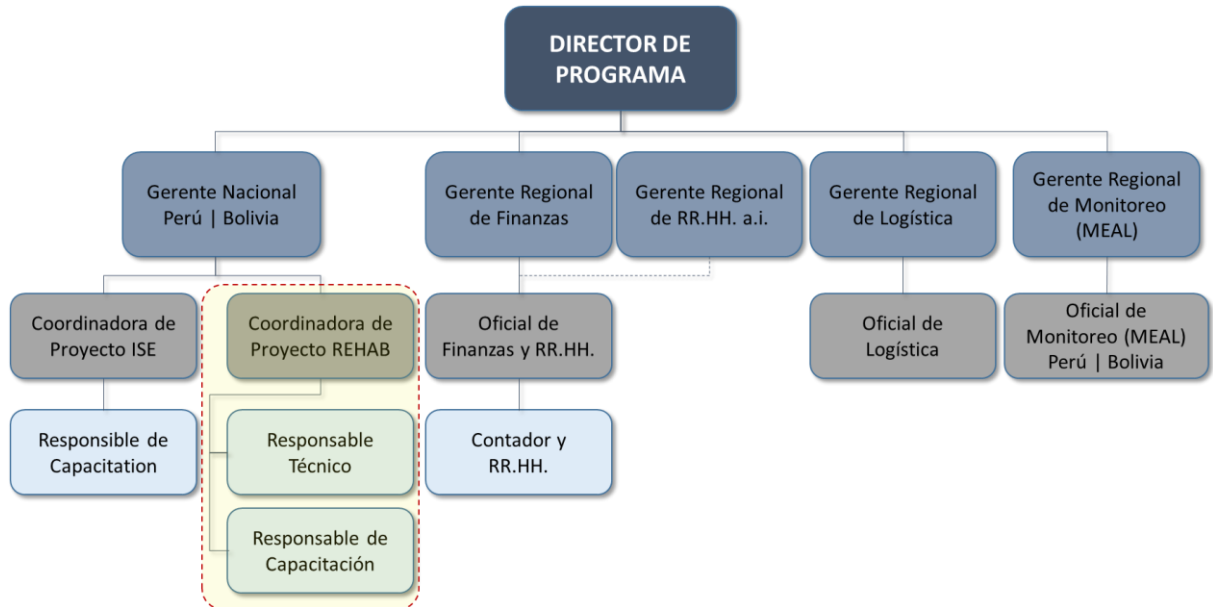 DIRECTOR DE
PROGRAMA
Gerente Nacional
Perú | Bolivia
Gerente Regional
de Finanzas
Gerente Regional
de RR.HH. a.i.
Gerente Regional
de Logística
Gerente Regional
de Monitoreo
(MEAL)
Coordinadora de
Proyecto ISE
Coordinadora de
Proyecto REHAB
Oficial de
Finanzas y RR.HH.
Oficial de
Logística
Oficial de
Monitoreo (MEAL)
Perú | Bolivia
Responsible de
Capacitation
Responsable
Técnico
Contador y
RR.HH.
Responsable de
Capacitación